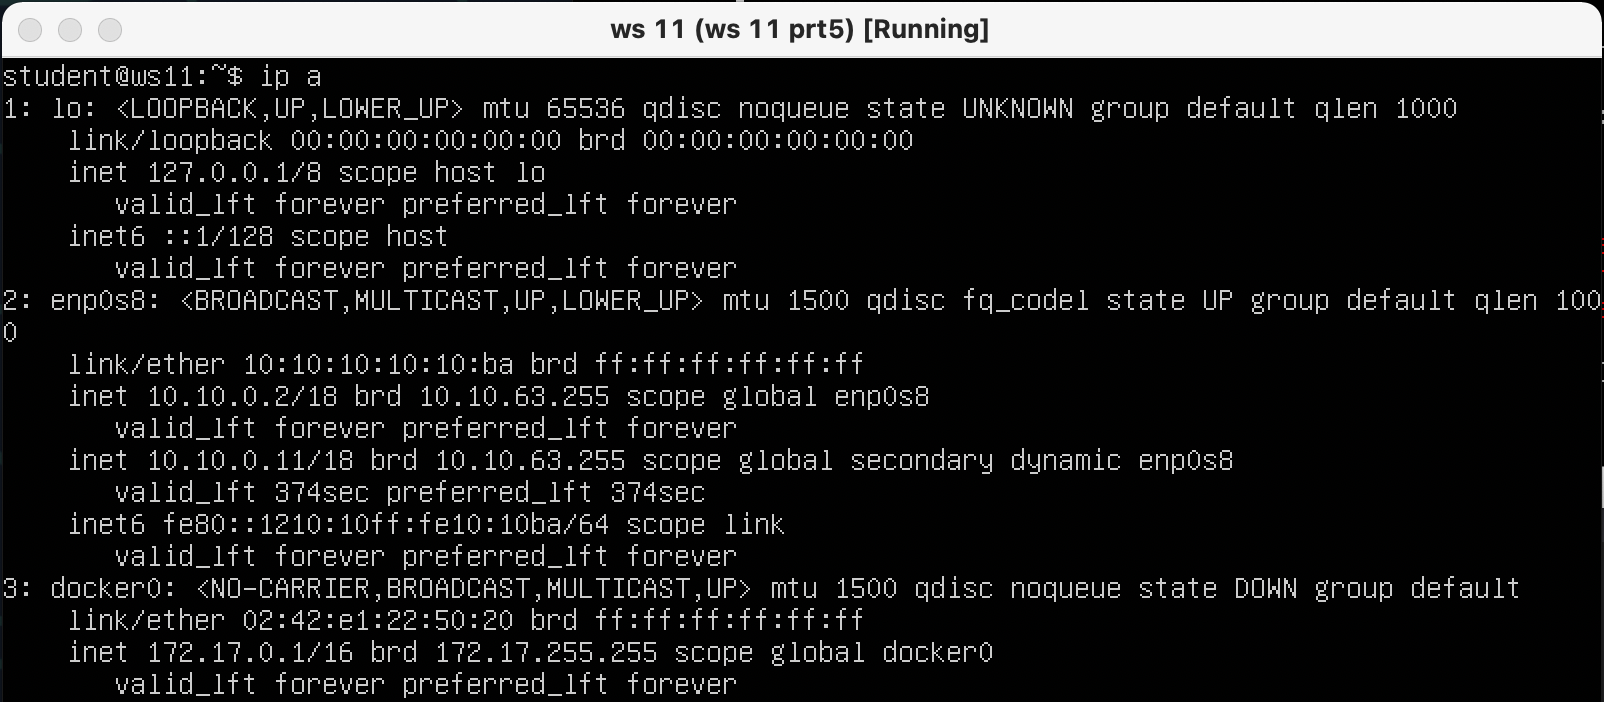 ws 11 (ws 11 prt5) [Running]
student@ws11:~$ ip a
1: lo: <LOOPBACK,UP,LOWER_UP> mtu 65536 qdisc noqueue state UNKNOWN group default qlen 1000
    link/loopback 00:00:00:00:00:00 brd 00:00:00:00:00:00
    inet 127.0.0.1/8 scope host lo
       valid_lft forever preferred_lft forever
    inet6 ::1/128 scope host
       valid_lft forever preferred_lft forever
2: enp0s8: <BROADCAST,MULTICAST,UP,LOWER_UP> mtu 1500 qdisc fq_codel state UP group default qlen 100
0
    link/ether 10:10:10:10:10:ba brd ff:ff:ff:ff:ff:ff
    inet 10.10.0.2/18 brd 10.10.63.255 scope global enp0s8
       valid_lft forever preferred_lft forever
    inet 10.10.0.11/18 brd 10.10.63.255 scope global secondary dynamic enp0s8
       valid_lft 374sec preferred_lft 374sec
    inet6 fe80::1210:10ff:fe10:10ba/64 scope link
       valid_lft forever preferred_lft forever
3: docker0: <NO-CARRIER,BROADCAST,MULTICAST,UP> mtu 1500 qdisc noqueue state DOWN group default
    link/ether 02:42:e1:22:50:20 brd ff:ff:ff:ff:ff:ff
    inet 172.17.0.1/16 brd 172.17.255.255 scope global docker0
       valid_lft forever preferred_lft forever